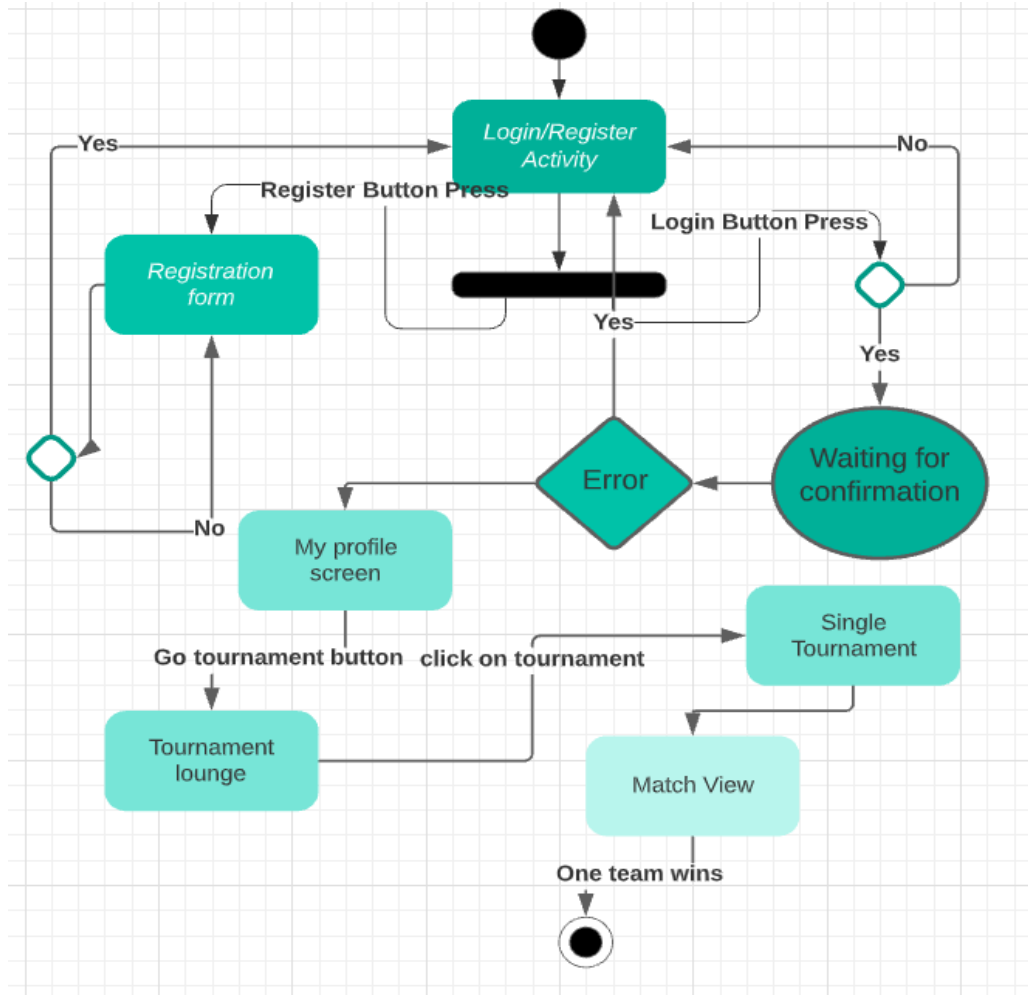 Login/Register
Activity
Yes
No
Register Button Press
Login Button Press
Registration
form
Yes
Yes
Waiting for
confirmation
Error
No
My profile
screen
Single
Tournament
Go tournament button
click on tournament
Tournament
lounge
Match View
One team wins